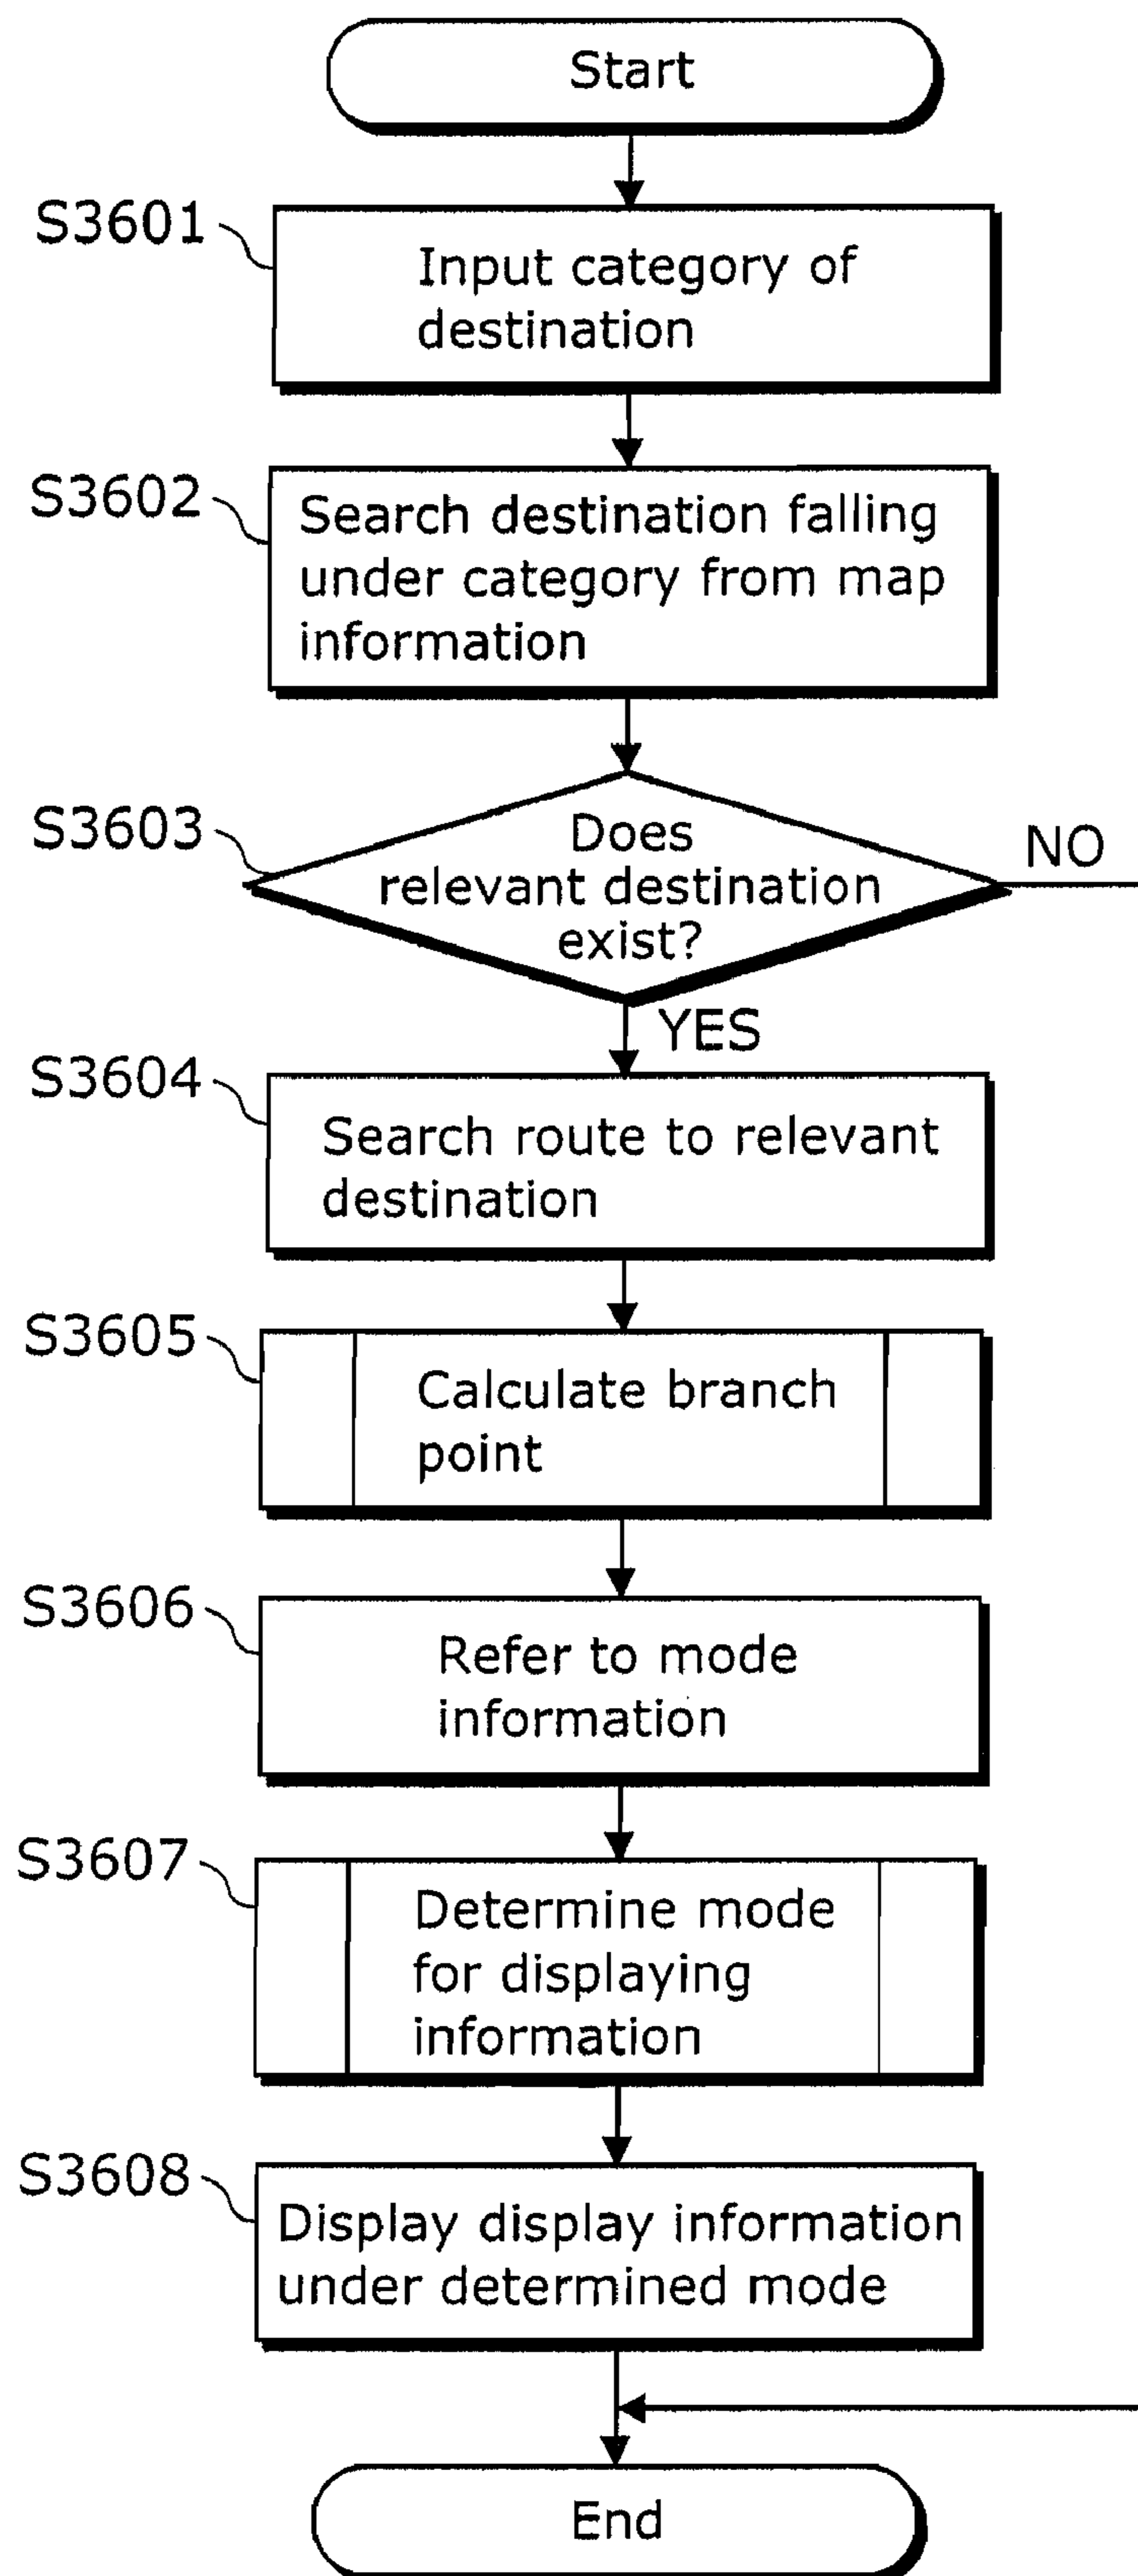 Start
S3601
Input category of
destination
S3602
Search destination falling
under category from map
information
S3603
Does
relevant destination
exist?
NO
YES
S3604
Search route to relevant
destination
S3605
Calculate branch
point
S3606
Refer to mode
information
S3607
Determine mode
for displaying
information
S3608
Display display information
under determined mode
End